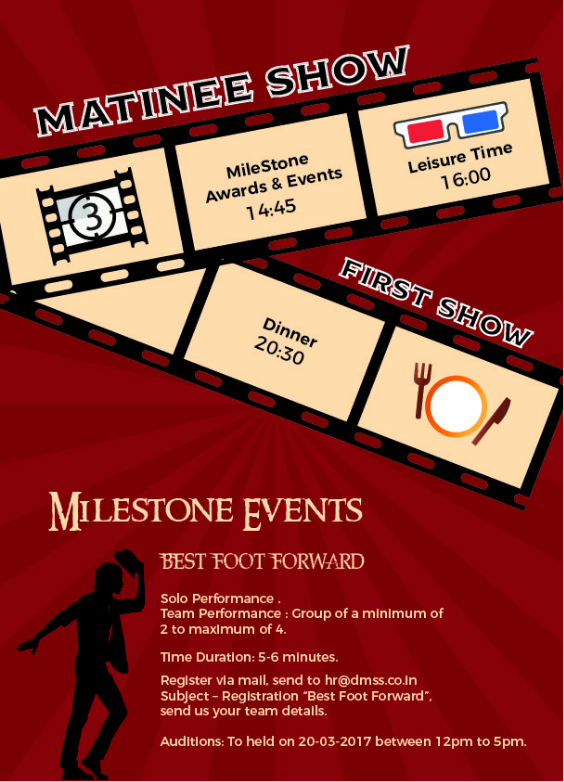 MATINEE SHOW
3
MileStone
Awards & Events
14:45
Leisure Time
16:00
FIRST SHOW
Dinner
20:30
MILESTONE EVENTS
BEST FOOT FORWARD
Solo Performance .
Team Performance : Group of a minimum of
2 to maximum of 4.
Time Duration: 5-6 minutes.
Register via mail, send to hr@dmss.co.in
Subject – Registration "Best Foot Forward",
send us your team details.
Auditions: To held on 20-03-2017 between 12pm to 5pm.